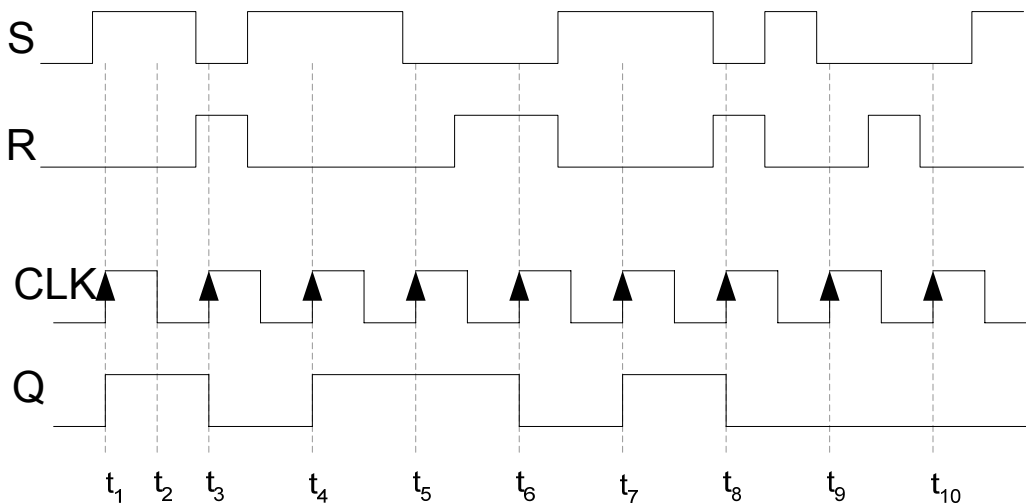 S
R
CLK
Q
t₁ t₂ t₃ t₄ t₅ t₆ t₇ t₈ t₉ t₁₀